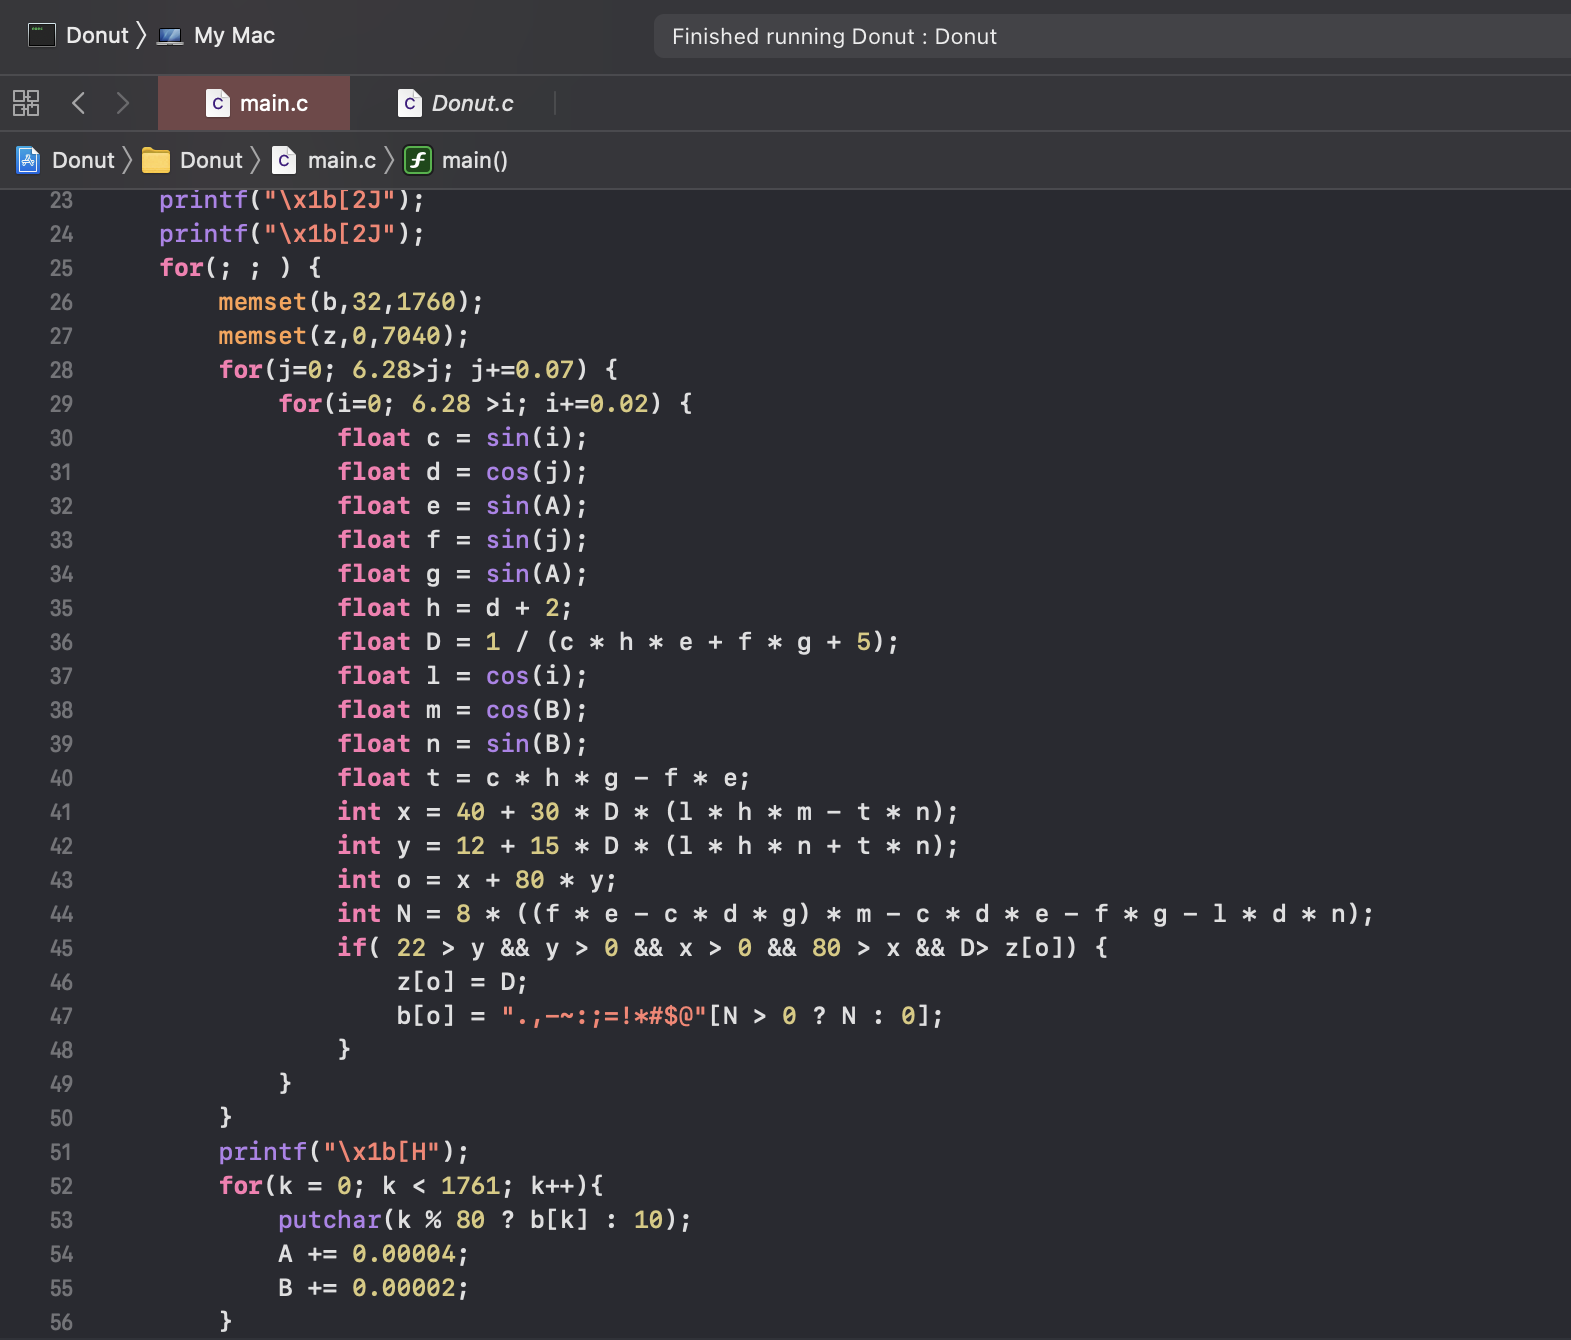 Donut 〉 My Mac
Finished running Donut : Donut
main.c
Donut.c
Donut 〉 Donut 〉 main.c 〉 main()
23 printf("\x1b[2J");
24 printf("\x1b[2J");
25 for(; ; ) {
26 memset(b,32,1760);
27 memset(z,0,7040);
28 for(j=0; 6.28>j; j+=0.07) {
29 for(i=0; 6.28 >i; i+=0.02) {
30 float c = sin(i);
31 float d = cos(j);
32 float e = sin(A);
33 float f = sin(j);
34 float g = sin(A);
35 float h = d + 2;
36 float D = 1 / (c * h * e + f * g + 5);
37 float l = cos(i);
38 float m = cos(B);
39 float n = sin(B);
40 float t = c * h * g - f * e;
41 int x = 40 + 30 * D * (l * h * m - t * n);
42 int y = 12 + 15 * D * (l * h * n + t * n);
43 int o = x + 80 * y;
44 int N = 8 * ((f * e - c * d * g) * m - c * d * e - f * g - l * d * n);
45 if( 22 > y && y > 0 && x > 0 && 80 > x && D> z[o]) {
46 z[o] = D;
47 b[o] = ".,-~:;=!*#$@"[N > 0 ? N : 0];
48 }
49 }
50 }
51 printf("\x1b[H");
52 for(k = 0; k < 1761; k++){
53 putchar(k % 80 ? b[k] : 10);
54 A += 0.00004;
55 B += 0.00002;
56 }